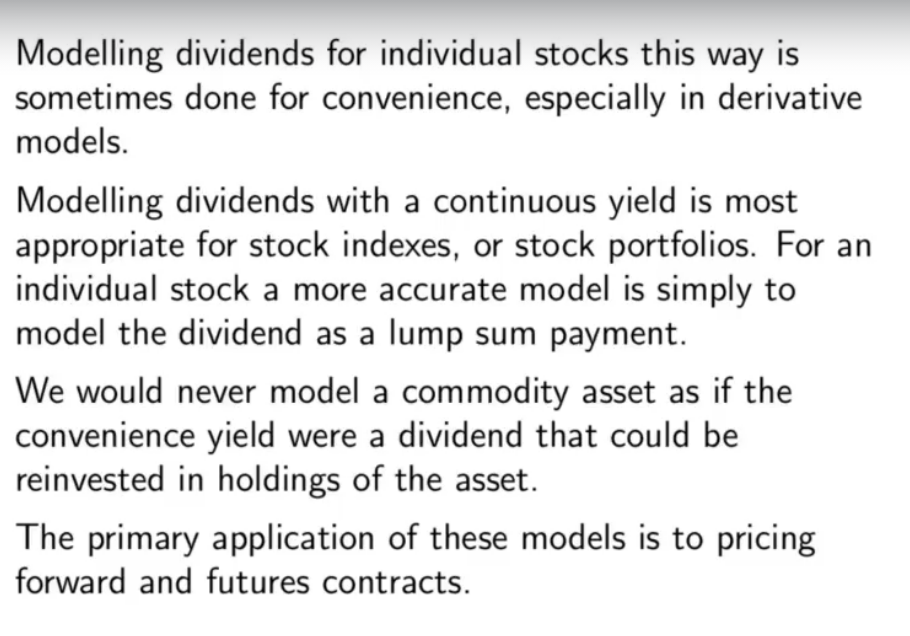 Modelling dividends for individual stocks this way is
sometimes done for convenience, especially in derivative
models.
Modelling dividends with a continuous yield is most
appropriate for stock indexes, or stock portfolios. For an
individual stock a more accurate model is simply to
model the dividend as a lump sum payment.
We would never model a commodity asset as if the
convenience yield were a dividend that could be
reinvested in holdings of the asset.
The primary application of these models is to pricing
forward and futures contracts.